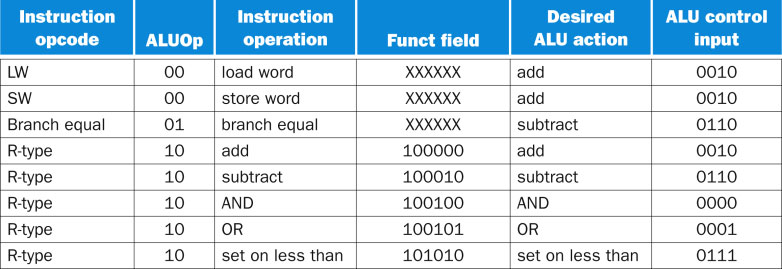 Instruction opcode ALUOp Instruction operation Funct field Desired ALU action ALU control input
LW 00 load word XXXXXX add 0010
SW 00 store word XXXXXX add 0010
Branch equal 01 branch equal XXXXXX subtract 0110
R-type 10 add 100000 add 0010
R-type 10 subtract 100010 subtract 0110
R-type 10 AND 100100 AND 0000
R-type 10 OR 100101 OR 0001
R-type 10 set on less than 101010 set on less than 0111